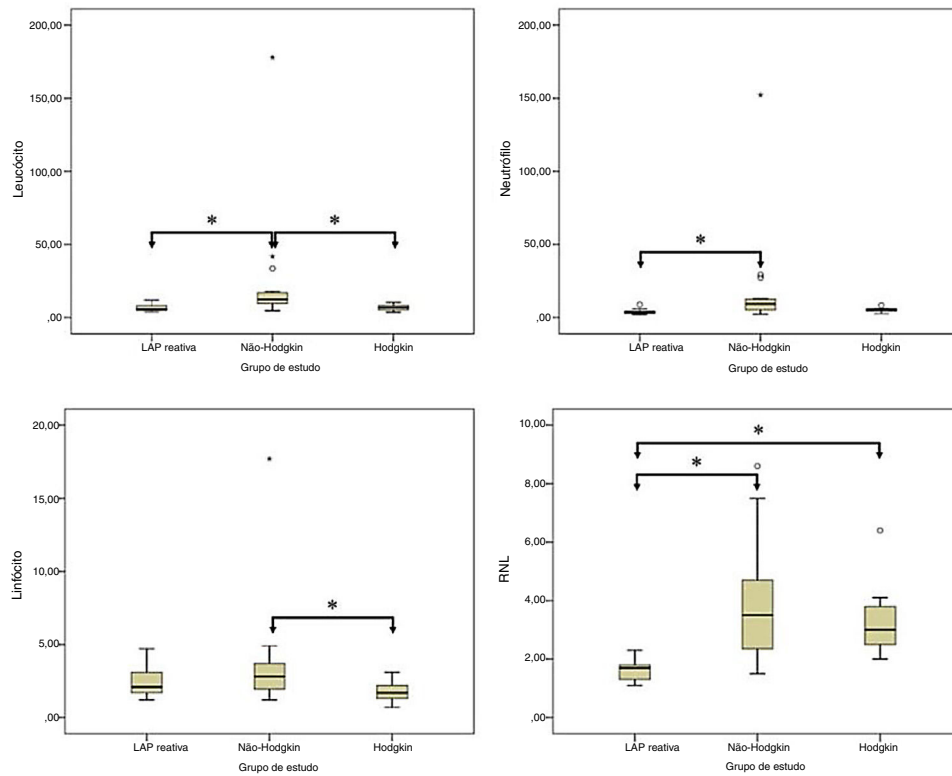 Leucócito
200,00
150,00
100,00
50,00
,00
*
*
LAP reativa
Não-Hodgkin
Hodgkin
Grupo de estudo
Neutrófilo
200,00
150,00
100,00
50,00
,00
*
LAP reativa
Não-Hodgkin
Hodgkin
Grupo de estudo
Linfócito
20,00
15,00
10,00
5,00
,00
*
LAP reativa
Não-Hodgkin
Hodgkin
Grupo de estudo
RNL
10,00
8,00
6,00
4,00
2,00
,00
*
*
LAP reativa
Não-Hodgkin
Hodgkin
Grupo de estudo